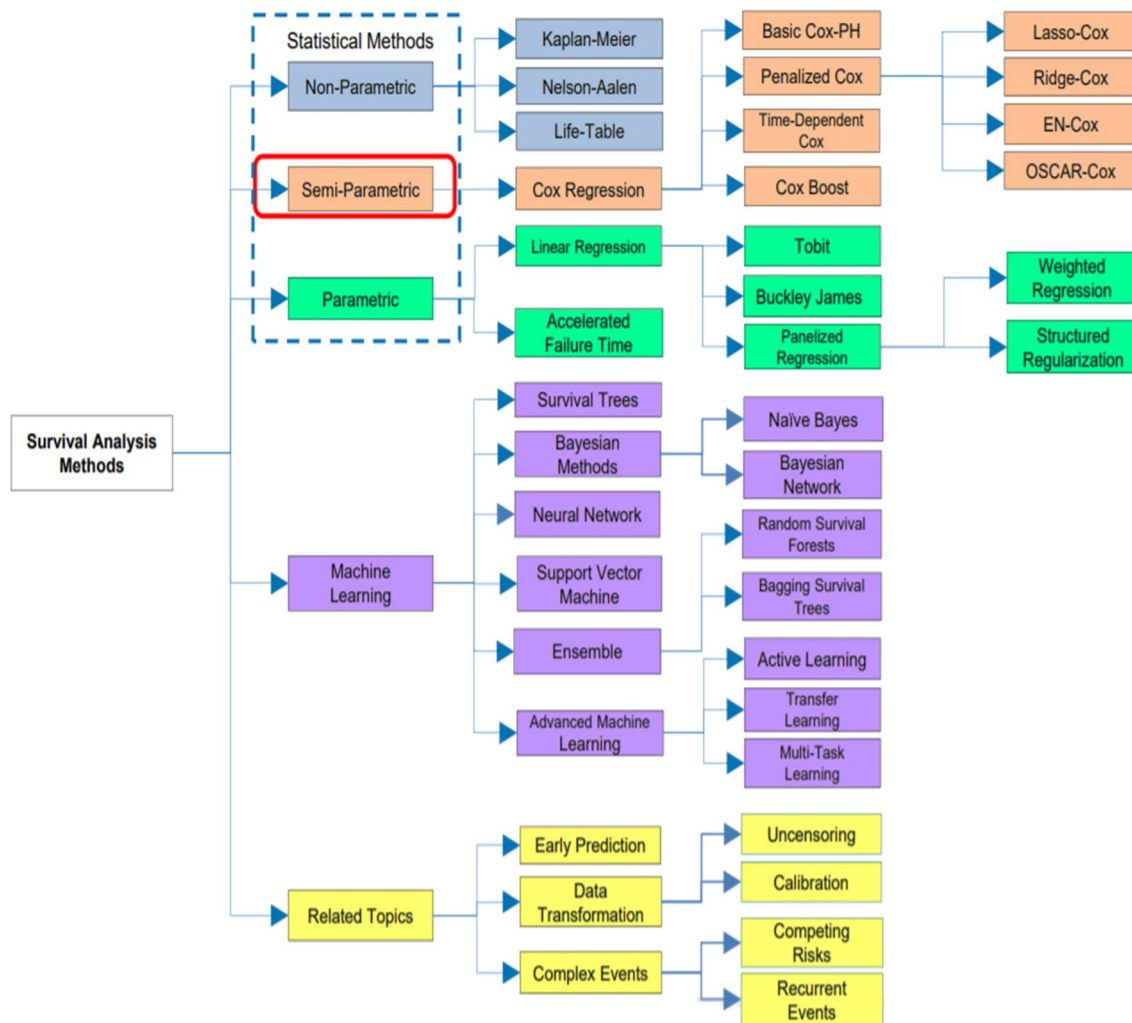 Statistical Methods
Non-Parametric
Kaplan-Meier
Nelson-Aalen
Life-Table
Semi-Parametric
Cox Regression
Basic Cox-PH
Penalized Cox
Time-Dependent
Cox
Cox Boost
Lasso-Cox
Ridge-Cox
EN-Cox
OSCAR-Cox
Parametric
Linear Regression
Accelerated
Failure Time
Tobit
Buckley James
Panelized
Regression
Weighted
Regression
Structured
Regularization
Survival Analysis
Methods
Machine
Learning
Survival Trees
Bayesian
Methods
Naïve Bayes
Bayesian
Network
Neural Network
Support Vector
Machine
Ensemble
Random Survival
Forests
Bagging Survival
Trees
Advanced Machine
Learning
Active Learning
Transfer
Learning
Multi-Task
Learning
Related Topics
Early Prediction
Data
Transformation
Uncensoring
Calibration
Complex Events
Competing
Risks
Recurrent
Events